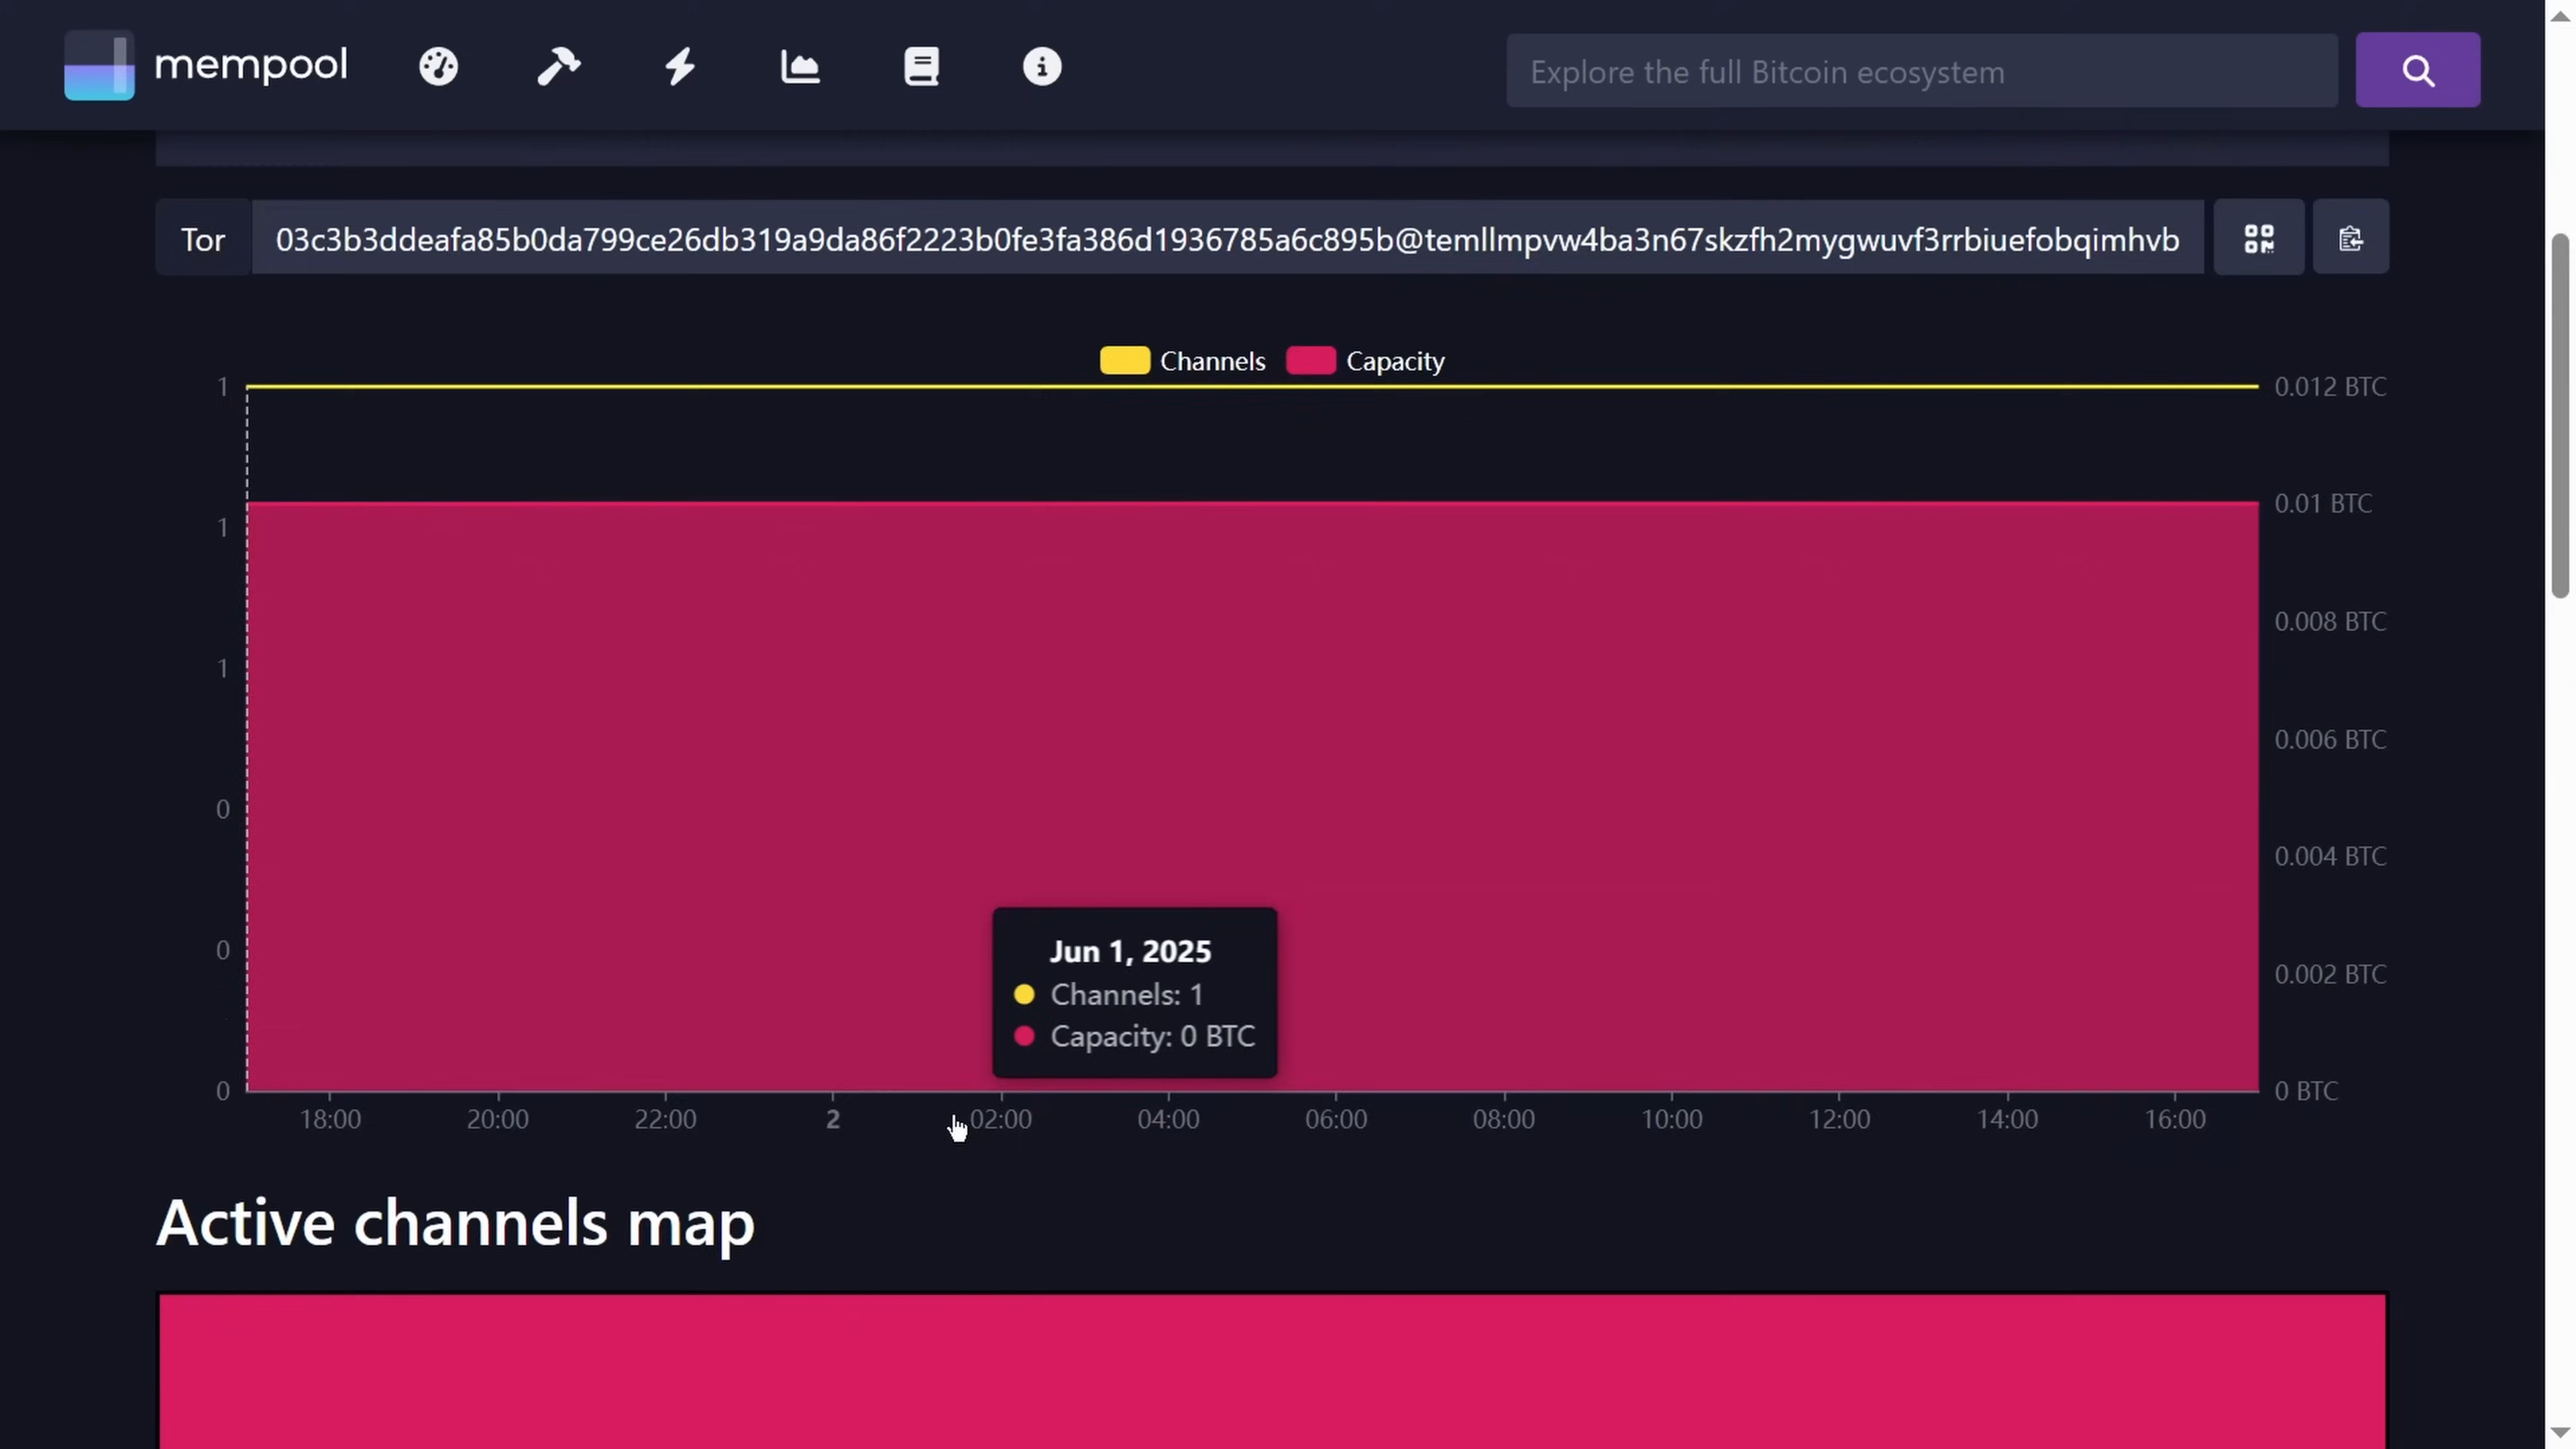 mempool
Explore the full Bitcoin ecosystem
Tor
03c3b3ddeafa85b0da799ce26db319a9da86f2223b0fe3fa386d1936785a6c895b@temllmpvw4ba3n67skzfh2mygwuvf3rrbiuefobqimhvb
Channels Capacity
1
1
1
0
0
0
0.012 BTC
0.01 BTC
0.008 BTC
0.006 BTC
0.004 BTC
0.002 BTC
0 BTC
Jun 1, 2025
Channels: 1
Capacity: 0 BTC
18:00 20:00 22:00 2 02:00 04:00 06:00 08:00 10:00 12:00 14:00 16:00
Active channels map